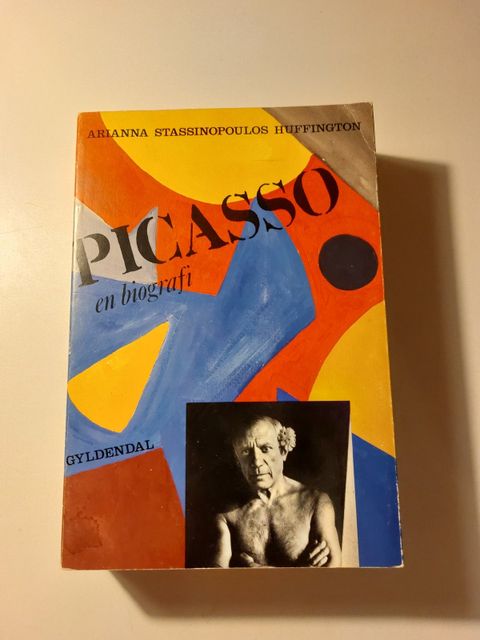 ARIANNA STASSINOPOULOS HUFFINGTON
PICASSO
en biografi
GYLDENDAL